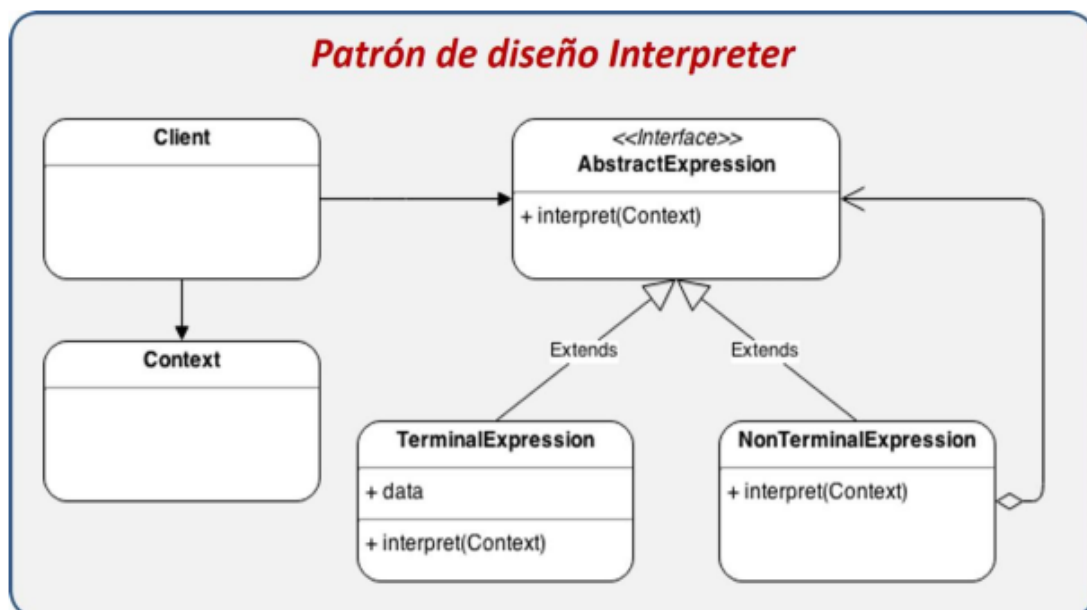 Patrón de diseño Interpreter
Client
<<Interface>>
AbstractExpression
+ interpret(Context)
Context
Extends
Extends
TerminalExpression
+ data
+ interpret(Context)
NonTerminalExpression
+ interpret(Context)